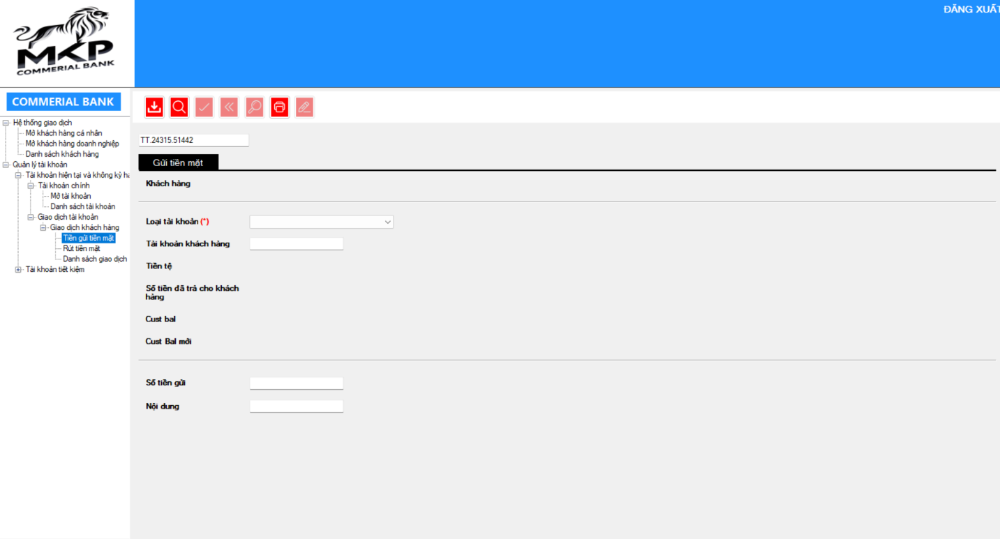 MKP
COMMERIAL BANK
ĐĂNG XUẤT
COMMERIAL BANK
Hệ thống giao dịch
Mở khách hàng cá nhân
Mở khách hàng doanh nghiệp
Danh sách khách hàng
Quản lý tài khoản
Tài khoản hiện tại và không kỳ hạ
Tài khoản chính
Mở tài khoản
Danh sách tài khoản
Giao dịch tài khoản
Giao dịch khách hàng
Tiền gửi tiền mặt
Rút tiền mặt
Danh sách giao dịch
Tài khoản tiết kiệm
TT.24315.51442
Gửi tiền mặt
Khách hàng
Loại tài khoản (*)
Tài khoản khách hàng
Tiền tệ
Số tiền đã trả cho khách
hàng
Cust bal
Cust Bal mới
Số tiền gửi
Nội dung